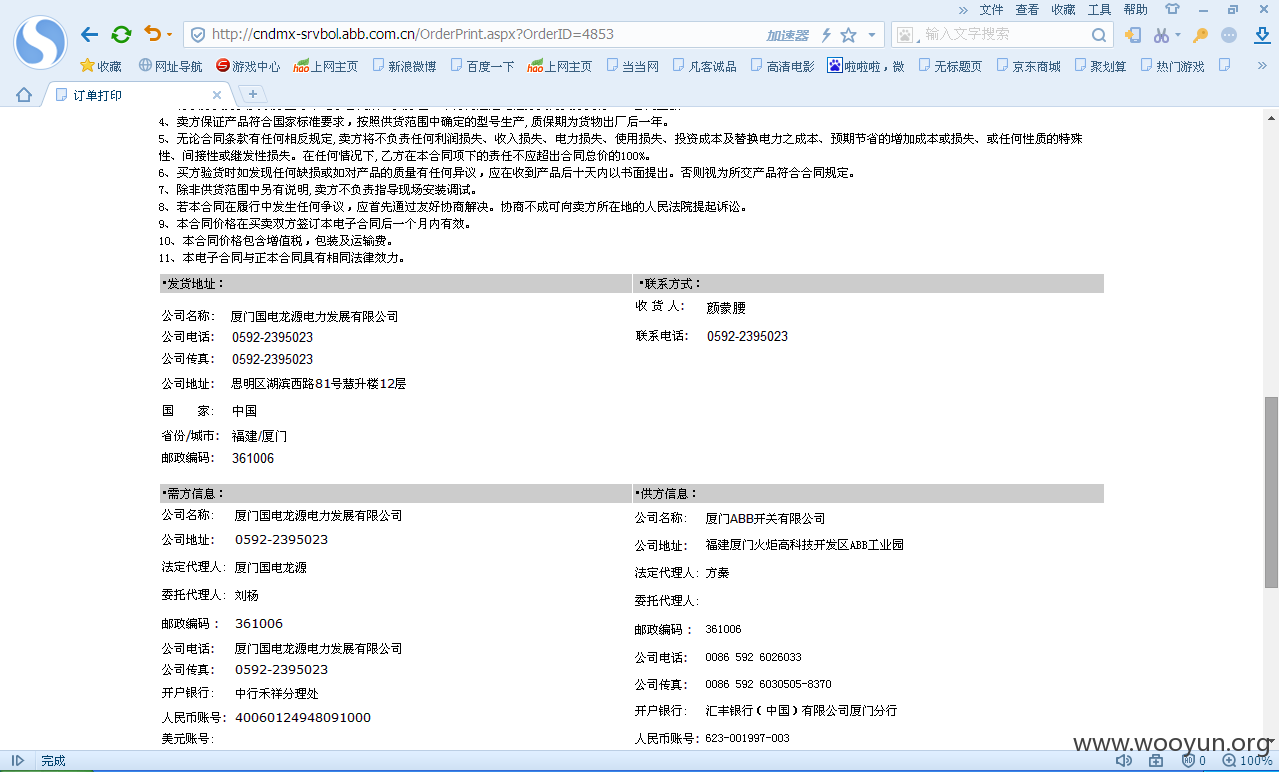 文件 查看 收藏 工具 帮助
http://cndmx-srvbol.abb.com.cn/OrderPrint.aspx?OrderID=4853 加速器 输入文字搜索
收藏 网址导航 游戏中心 上网主页 新浪微博 百度一下 上网主页 当当网 凡客诚品 高清电影 啦啦啦，微 无标题页 京东商城 聚划算 热门游戏
订单打印
4、卖方保证产品符合国家标准要求，按照供货范围中确定的型号生产, 质保期为货物出厂后一年。
5、无论合同条款有任何相反规定, 卖方将不负责任何利润损失、收入损失、电力损失、使用损失、投资成本及替换电力之成本、预期节省的增加成本或损失、或任何性质的特殊
性、间接性或继发性损失。在任何情况下, 乙方在本合同项下的责任不应超出合同总价的100%。
6、买方验货时如发现任何缺损或如对产品的质量有任何异议，应在收到产品后十天内以书面提出。否则视为所交产品符合合同规定。
7、除非供货范围中另有说明, 卖方不负责指导现场安装调试。
8、若本合同在履行中发生任何争议，应首先通过友好协商解决。协商不成可向卖方所在地的人民法院提起诉讼。
9、本合同价格在买卖双方签订本电子合同后一个月内有效。
10、本合同价格包含增值税，包装及运输费。
11、本电子合同与正本合同具有相同法律效力。
·发货地址： ·联系方式：
收 货 人： 颜蒙腰
公司名称: 厦门国电龙源电力发展有限公司
公司电话: 0592-2395023 联系电话: 0592-2395023
公司传真: 0592-2395023
公司地址: 思明区湖滨西路81号慧升楼12层
国 家: 中国
省份/城市: 福建/厦门
邮政编码: 361006
·需方信息： ·供方信息：
公司名称: 厦门国电龙源电力发展有限公司 公司名称: 厦门ABB开关有限公司
公司地址: 0592-2395023 公司地址: 福建厦门火炬高科技开发区ABB工业园
法定代理人: 厦门国电龙源 法定代理人: 方秦
委托代理人: 刘杨 委托代理人:
邮政编码： 361006 邮政编码： 361006
公司电话: 厦门国电龙源电力发展有限公司 公司电话: 0086 592 6026033
公司传真: 0592-2395023 公司传真: 0086 592 6030505-8370
开户银行: 中行禾祥分理处 开户银行: 汇丰银行（中国）有限公司厦门分行
人民币账号: 40060124948091000 人民币账号: 623-001997-003
美元账号:
www.wooyun.org
完成 0 100%